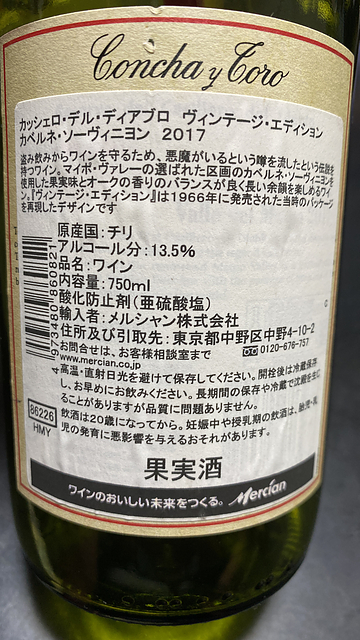 Concha y Toro
カッシェロ・デル・ディアブロ ヴィンテージ・エディション
カベルネ・ソーヴィニヨン 2017
盗み飲みからワインを守るため、悪魔がいるという噂を流したという伝説を
持つワイン。マイポ・ヴァレーの選ばれた区画のカベルネ・ソーヴィニヨンを
使用した果実味とオークの香りのバランスが良く長い余韻を楽しめるワイ
ン。『ヴィンテージ・エディション』は1966年に発売された当時のパッケージ
を再現したデザインです
原産国:チリ
アルコール分:13.5%
品名:ワイン
内容量:750ml
酸化防止剤(亜硫酸塩)
輸入者:メルシャン株式会社
住所及び引取先:東京都中野区中野4-10-2
お問合せは、お客様相談室まで 0120-676-757
www.mercian.co.jp
高温・直射日光を避けて保存してください。開栓後は冷蔵保存
し、お早めにお飲みください。長期間の保存や冷蔵で沈殿を生じ
ることがありますが品質に問題ありません。
飲酒は20歳になってから。妊娠中や授乳期の飲酒は、胎児・乳
児の発育に悪影響を与えるおそれがあります。
4 973480 860821
86226
HMY
果実酒
ワインのおいしい未来をつくる。 Mercian